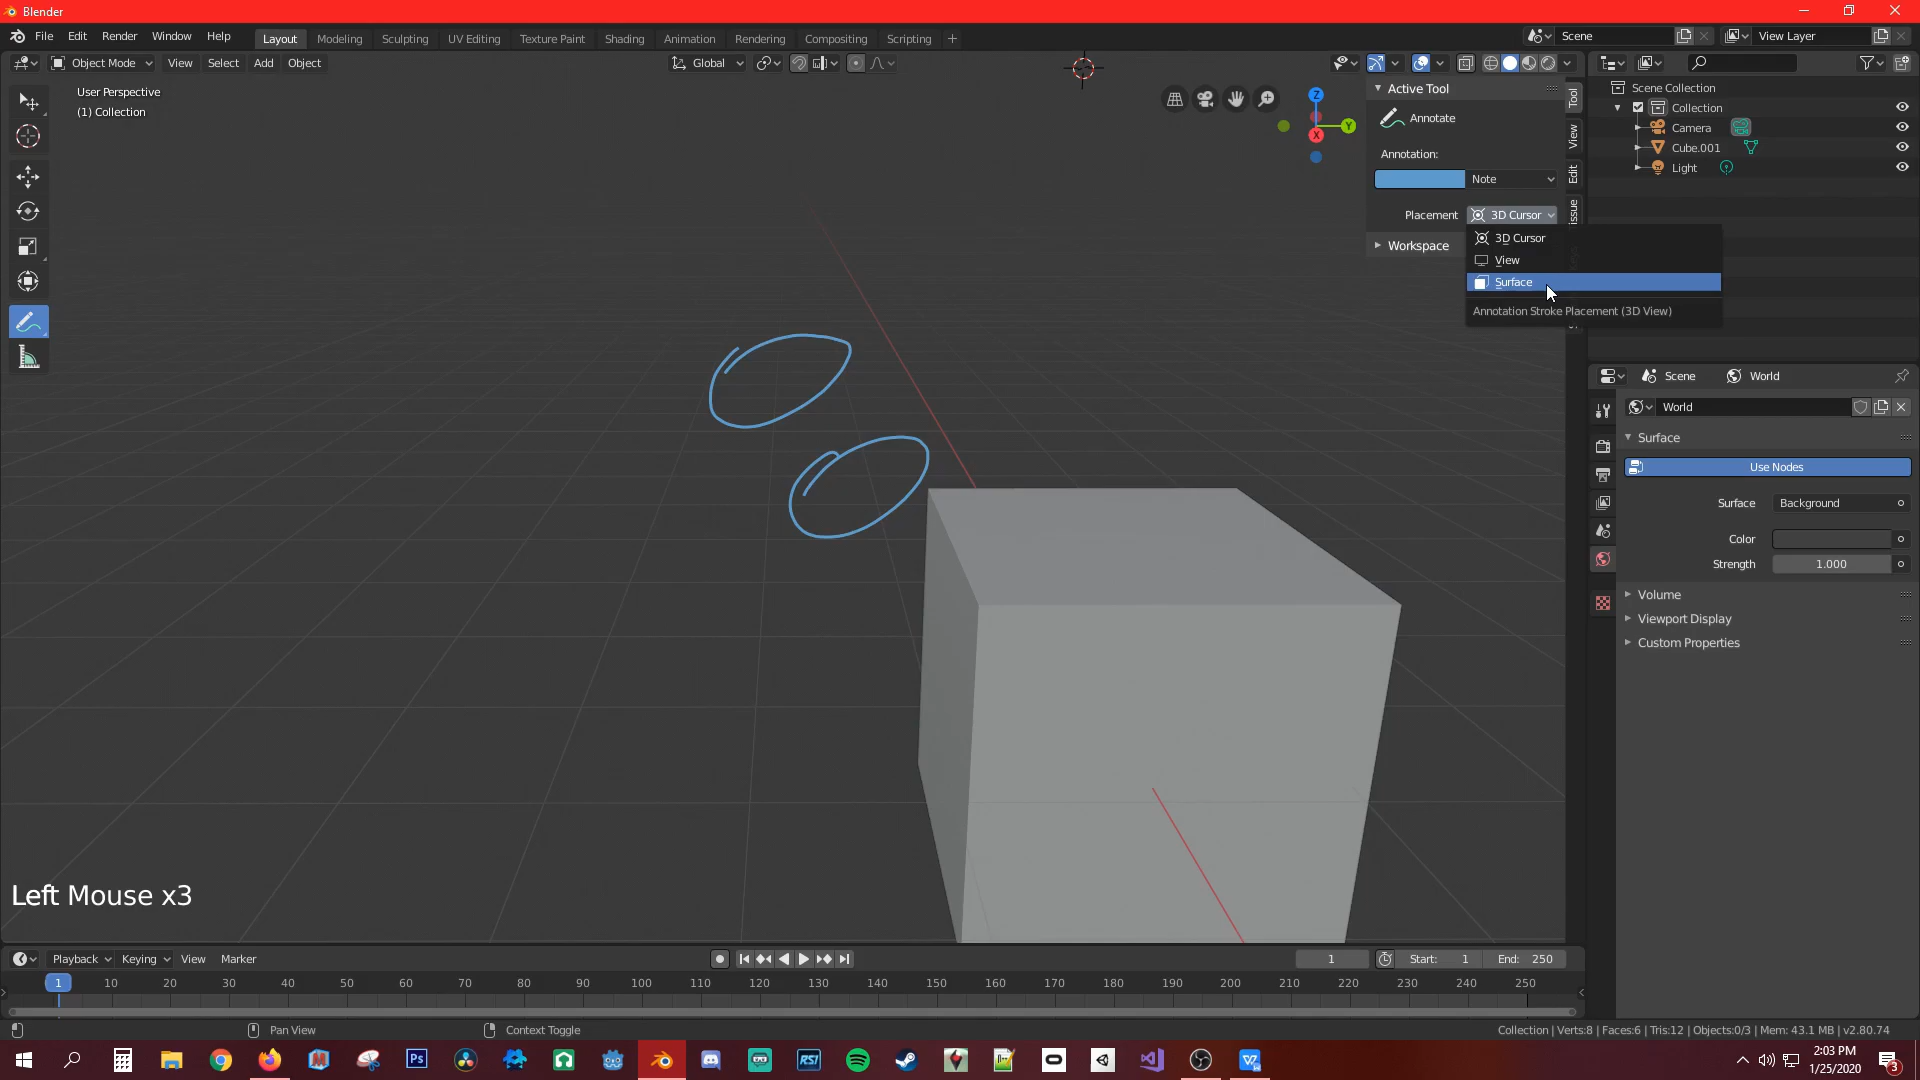 Blender
File Edit Render Window Help
Layout Modeling Sculpting UV Editing Texture Paint Shading Animation Rendering Compositing Scripting +
Scene
View Layer
Object Mode View Select Add Object
Global
User Perspective
(1) Collection
Z
Y
X
Active Tool
Annotate
Annotation:
Note
Placement 3D Cursor
Workspace
3D Cursor
View
Surface
Annotation Stroke Placement (3D View)
Tool
View
Edit
Scene Collection
Collection
Camera
Cube.001
Light
Scene World
World
Surface
Use Nodes
Surface Background
Color
Strength 1.000
Volume
Viewport Display
Custom Properties
Left Mouse x3
Playback Keying View Marker
1
Start: 1
End: 250
1 10 20 30 40 50 60 70 80 90 100 110 120 130 140 150 160 170 180 190 200 210 220 230 240 250
Pan View
Context Toggle
Collection | Verts:8 | Faces:6 | Tris:12 | Objects:0/3 | Mem: 43.1 MB | v2.80.74
Ps
RSI
2:03 PM
1/25/2020
3